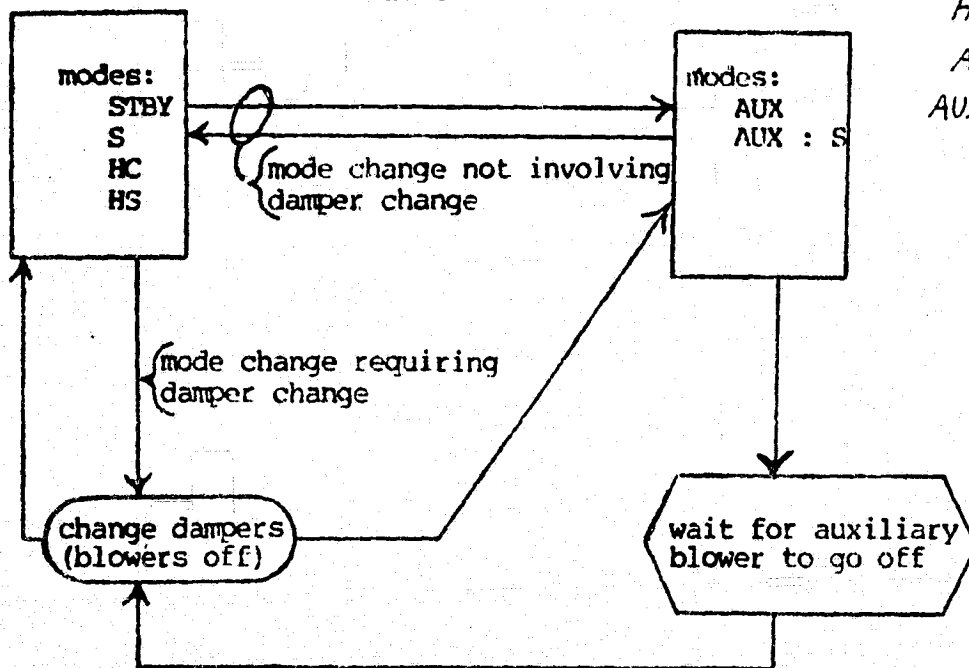 modes:
STBY
S
HC
HS
modes:
AUX
AUX : S
mode change not involving
damper change
mode change requiring
damper change
change dampers
(blowers off)
wait for auxiliary
blower to go off